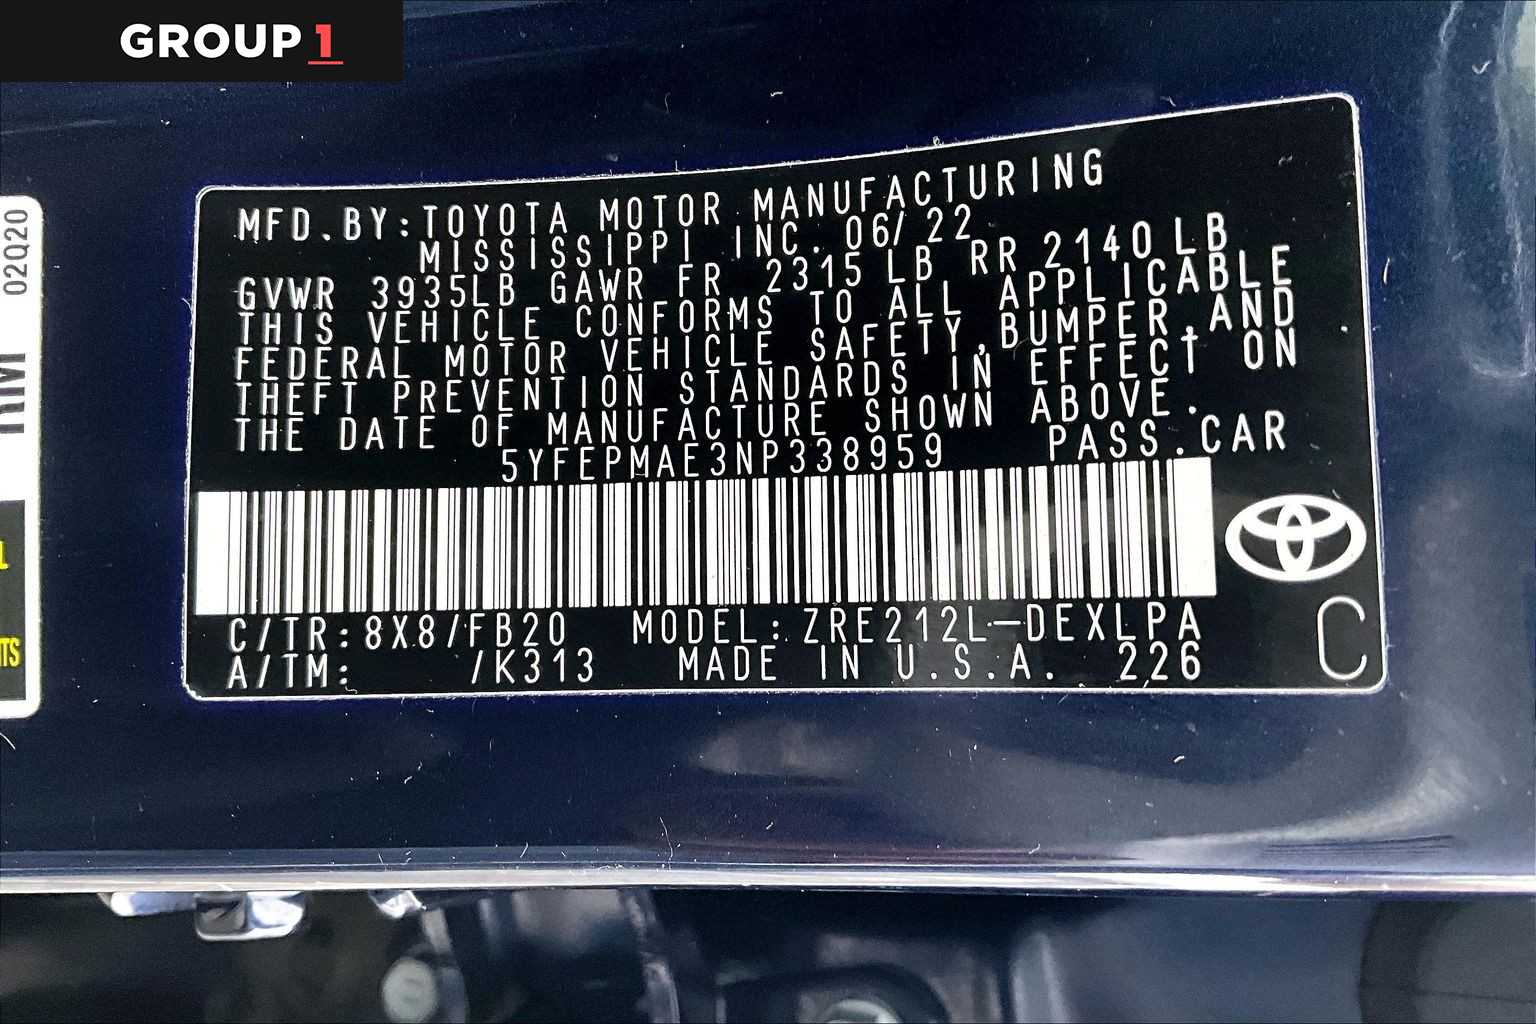 GROUP 1
02Q20
MFD.BY:TOYOTA MOTOR MANUFACTURING
MISSISSIPPI INC. 06/22
GVWR 3935LB GAWR FR 2315 LB RR 2140 LB
THIS VEHICLE CONFORMS TO ALL APPLICABLE
FEDERAL MOTOR VEHICLE SAFETY,BUMPER,AND
THEFT PREVENTION STANDARDS IN EFFECT ON
THE DATE OF MANUFACTURE SHOWN ABOVE.
5YFEPMAE3NP338959 PASS.CAR
C/TR:8X8/FB20 MODEL:ZRE212L-DEXLPA
A/TM: /K313 MADE IN U.S.A. 226
C